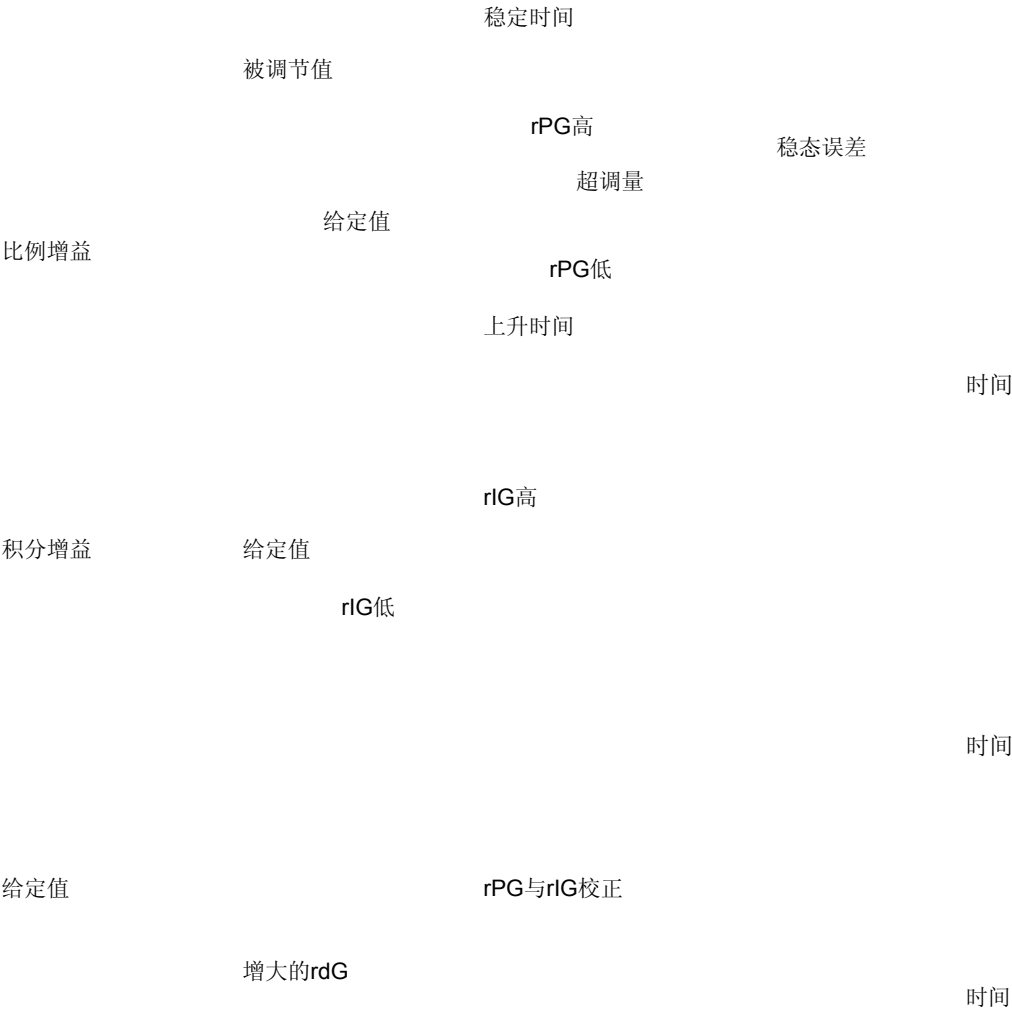 稳定时间
被调节值
rPG高
稳态误差
超调量
给定值
比例增益
rPG低
上升时间
时间
rIG高
积分增益
给定值
rIG低
时间
给定值
rPG与rIG校正
增大的rdG
时间